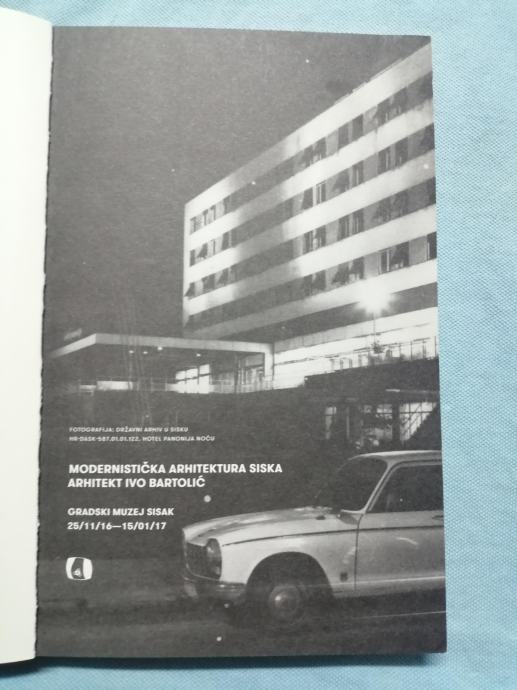 FOTOGRAFIJA: DRŽAVNI ARHIV U SISKU
HR-DASK-587.01.01.122, HOTEL PANONIJA NOĆU
MODERNISTIČKA ARHITEKTURA SISKA
ARHITEKT IVO BARTOLIĆ
GRADSKI MUZEJ SISAK
25/11/16—15/01/17